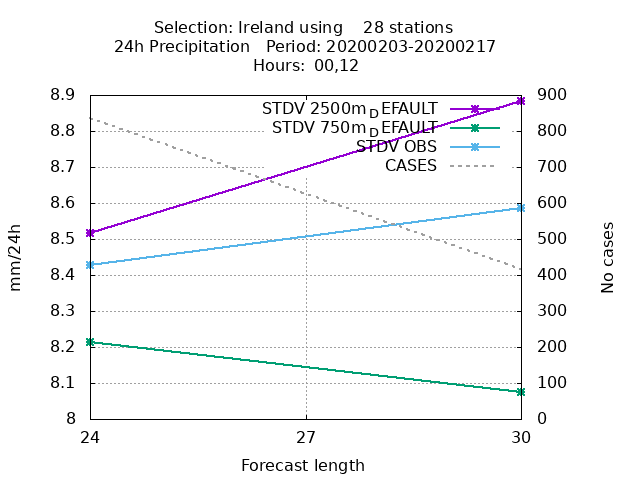 Selection: Ireland using    28 stations
24h Precipitation   Period: 20200203-20200217
Hours:  00,12
8.9 900
STDV 2500m_DEFAULT
8.8 STDV 750m_DEFAULT 800
STDV OBS
8.7 CASES 700
8.6 600
8.5 500
mm/24h
No cases
8.4 400
8.3 300
8.2 200
8.1 100
8 0
24 27 30
Forecast length